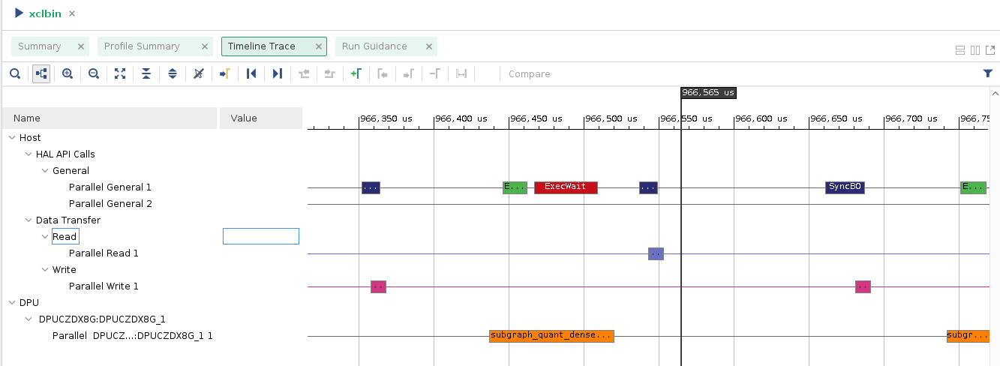 xclbin
Summary Profile Summary Timeline Trace Run Guidance
Compare
966,565 us
Name Value 966,350 us 966,400 us 966,450 us 966,500 us 966,550 us 966,600 us 966,650 us 966,700 us 966,75
Host
HAL API Calls
General
Parallel General 1 ... E... ExecWait ... SyncBO E...
Parallel General 2
Data Transfer
Read
Parallel Read 1 ..
Write
Parallel Write 1 .. ..
DPU
DPUCZDX8G:DPUCZDX8G_1
Parallel DPUCZ...:DPUCZDX8G_1 1 subgraph_quant_dense... subgr...